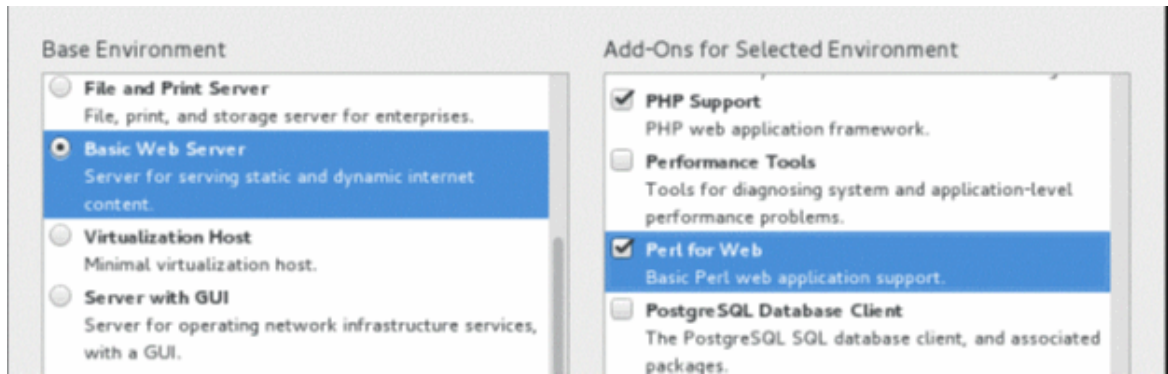 Base Environment
File and Print Server
File, print, and storage server for enterprises.
Basic Web Server
Server for serving static and dynamic internet
content.
Virtualization Host
Minimal virtualization host.
Server with GUI
Server for operating network infrastructure services,
with a GUI.
Add-Ons for Selected Environment
PHP Support
PHP web application framework.
Performance Tools
Tools for diagnosing system and application-level
performance problems.
Perl for Web
Basic Perl web application support.
PostgreSQL Database Client
The PostgreSQL SQL database client, and associated
packages.